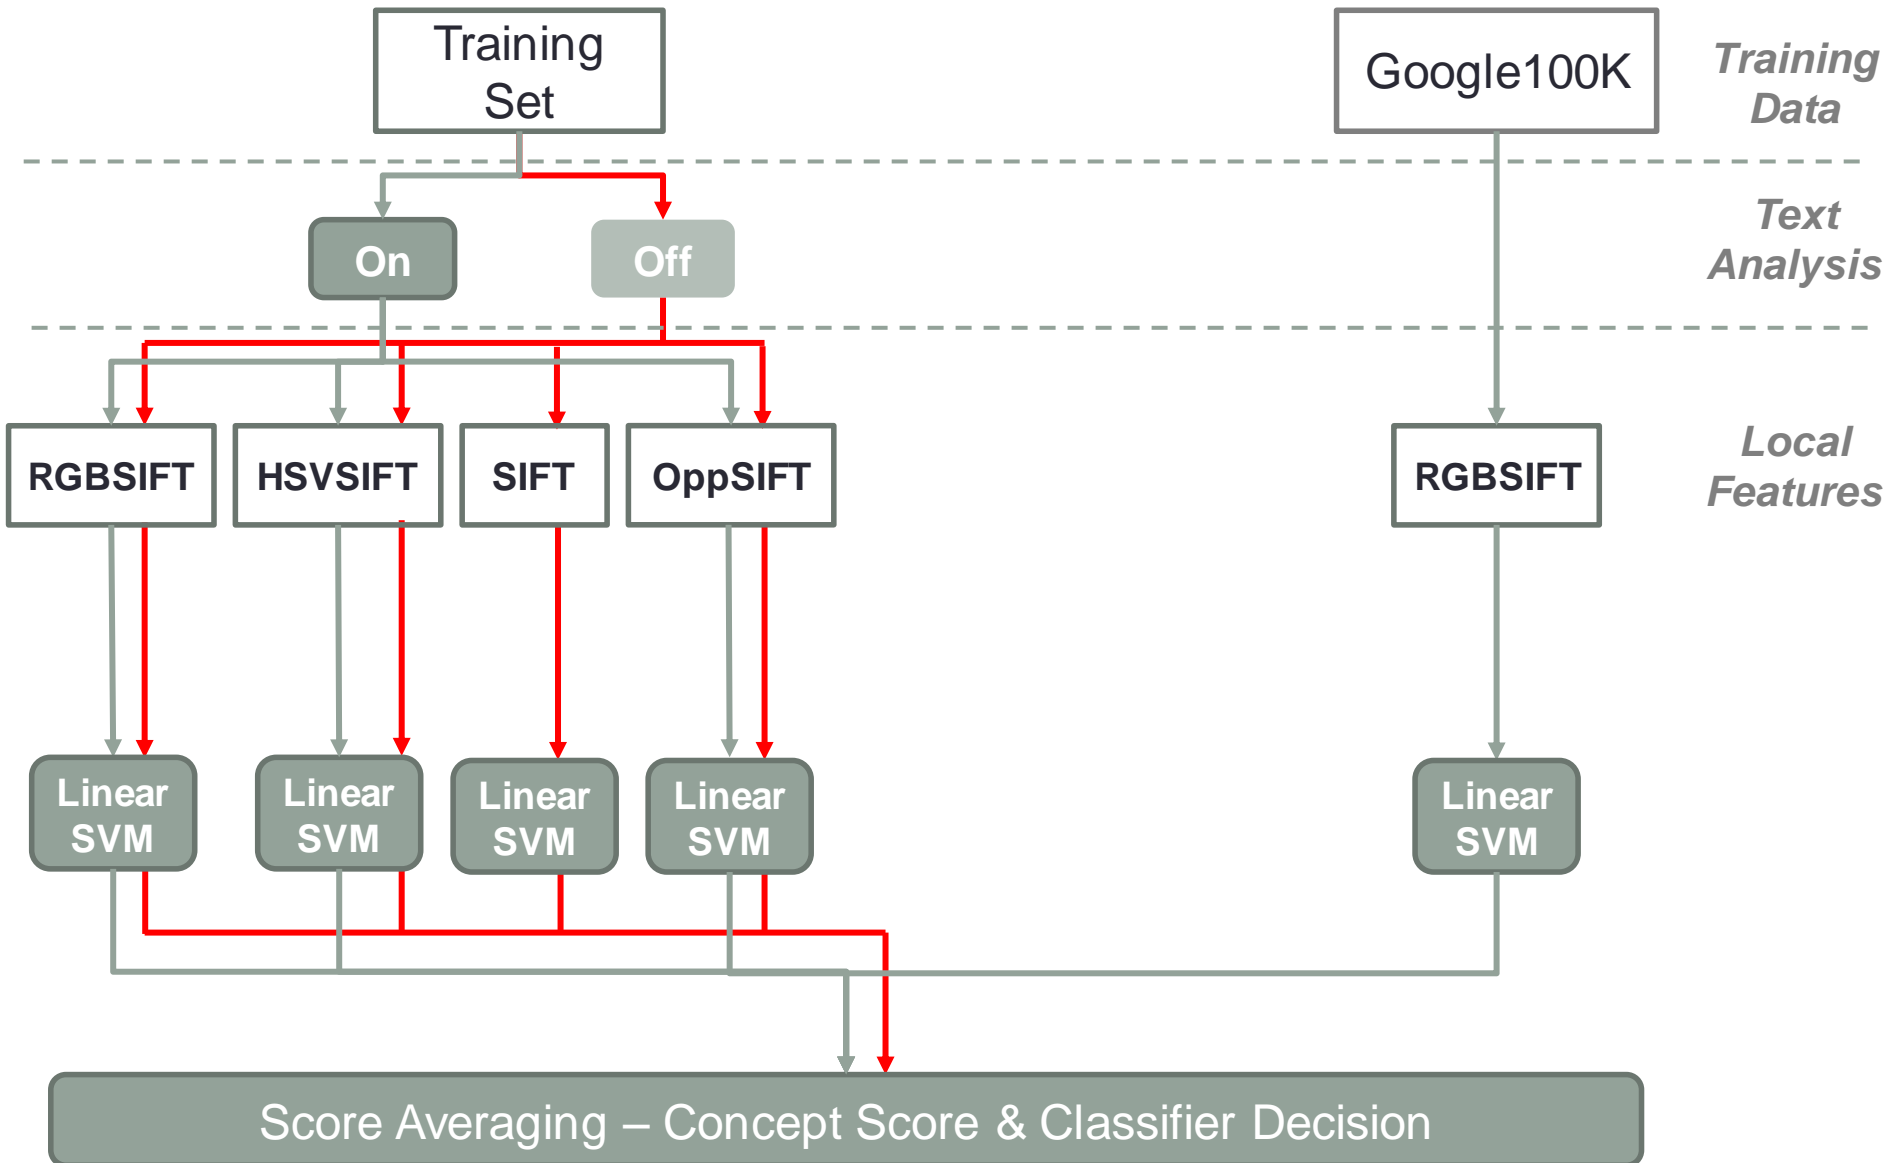 Training
Set
Google100K
Training
Data
On
Off
Text
Analysis
RGBSIFT
HSVSIFT
SIFT
OppSIFT
RGBSIFT
Local
Features
Linear
SVM
Linear
SVM
Linear
SVM
Linear
SVM
Linear
SVM
Score Averaging – Concept Score & Classifier Decision